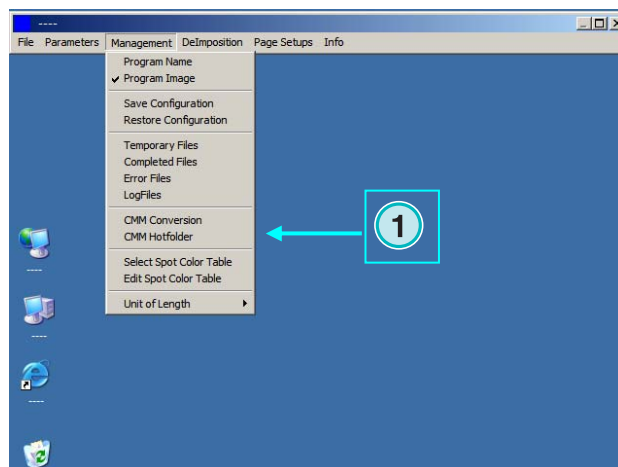 ----
File Parameters Management DeImposition Page Setups Info
Program Name
Program Image
Save Configuration
Restore Configuration
Temporary Files
Completed Files
Error Files
LogFiles
CMM Conversion
CMM Hotfolder
Select Spot Color Table
Edit Spot Color Table
Unit of Length
1
----
----
----